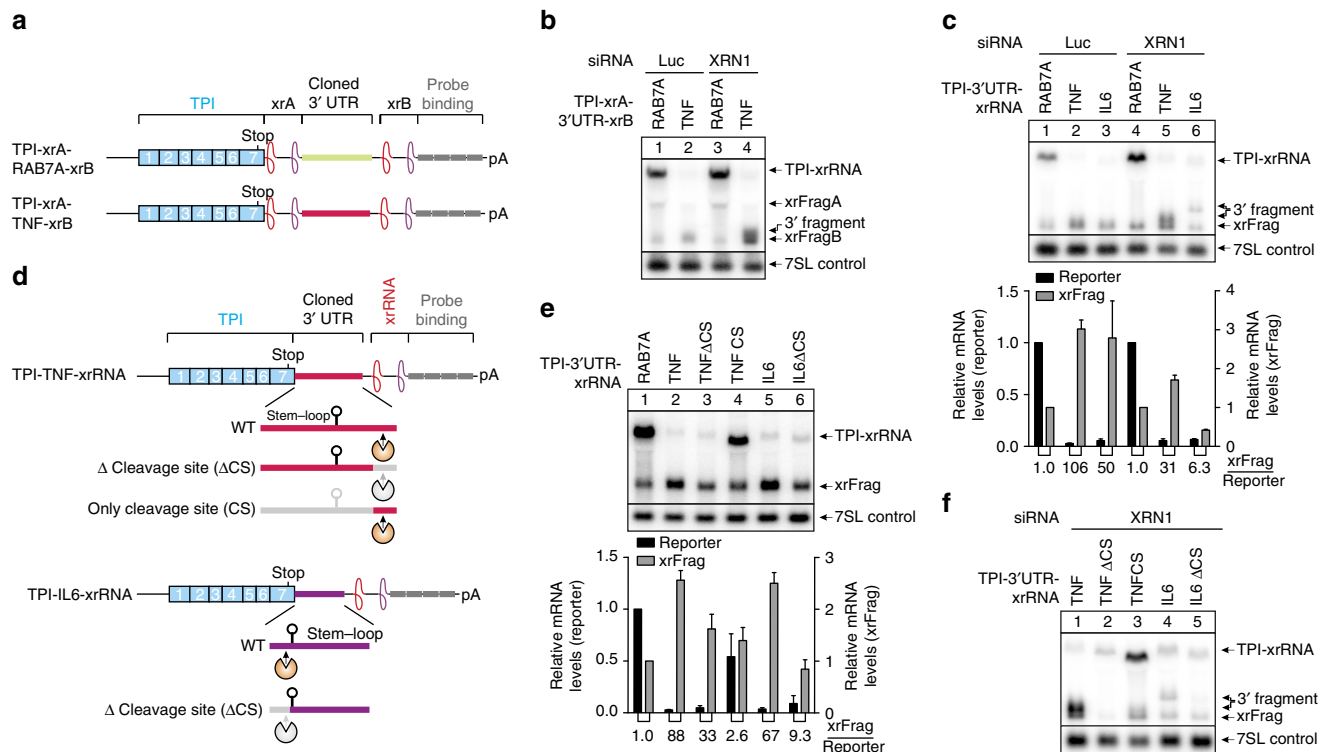 a
TPI
xrA
Cloned
3′ UTR
xrB
Probe
binding
Stop
TPI-xrA-
RAB7A-xrB
1 2 3 4 5 6 7
pA
Stop
TPI-xrA-
TNF-xrB
1 2 3 4 5 6 7
pA
b
siRNA
Luc XRN1
TPI-xrA-
3′UTR-xrB
RAB7A TNF RAB7A TNF
1 2 3 4
TPI-xrRNA
xrFragA
3′ fragment
xrFragB
7SL control
c
siRNA
Luc XRN1
TPI-3′UTR-
xrRNA
RAB7A TNF IL6 RAB7A TNF IL6
1 2 3 4 5 6
TPI-xrRNA
3′ fragment
xrFrag
7SL control
Reporter
xrFrag
Relative mRNA
levels (reporter)
1.5
1.0
0.5
0.0
4
3
2
1
0
Relative mRNA
levels (xrFrag)
1.0 106 50 1.0 31 6.3
xrFrag
Reporter
d
TPI
Cloned
3′ UTR
xrRNA
Probe
binding
Stop
TPI-TNF-xrRNA
1 2 3 4 5 6 7
pA
Stem–loop
WT
Δ Cleavage site (ΔCS)
Only cleavage site (CS)
Stop
TPI-IL6-xrRNA
1 2 3 4 5 6 7
pA
Stem–loop
WT
Δ Cleavage site (ΔCS)
e
TPI-3′UTR-
xrRNA
RAB7A TNF TNFΔCS TNF CS IL6 IL6ΔCS
1 2 3 4 5 6
TPI-xrRNA
xrFrag
7SL control
Reporter
xrFrag
Relative mRNA
levels (reporter)
1.5
1.0
0.5
0.0
3
2
1
0
Relative mRNA
levels (xrFrag)
1.0 88 33 2.6 67 9.3
xrFrag
Reporter
f
siRNA
XRN1
TPI-3′UTR-
xrRNA
TNF TNF ΔCS TNFCS IL6 IL6 ΔCS
1 2 3 4 5
TPI-xrRNA
3′ fragment
xrFrag
7SL control